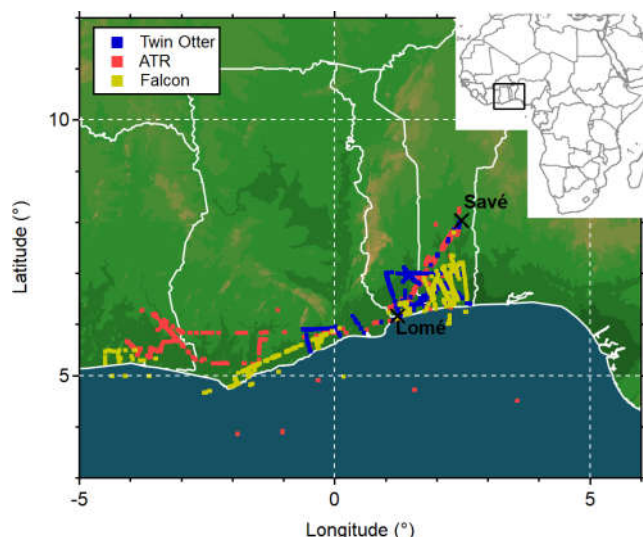 Twin Otter
ATR
Falcon
10
Savé
Latitude (°)
Lomé
5
-5
0
5
Longitude (°)